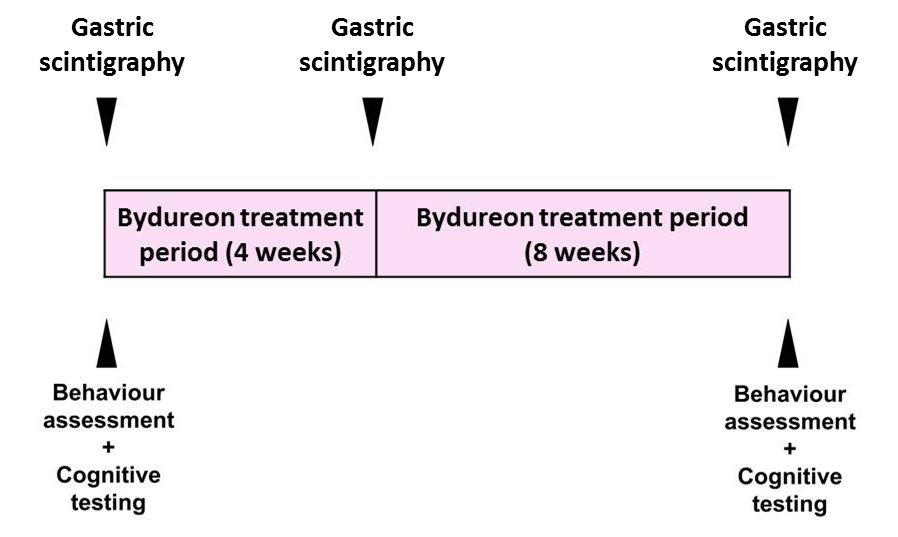 Gastric
scintigraphy
Gastric
scintigraphy
Gastric
scintigraphy
Bydureon treatment
period (4 weeks)
Bydureon treatment period
(8 weeks)
Behaviour
assessment
+
Cognitive
testing
Behaviour
assessment
+
Cognitive
testing